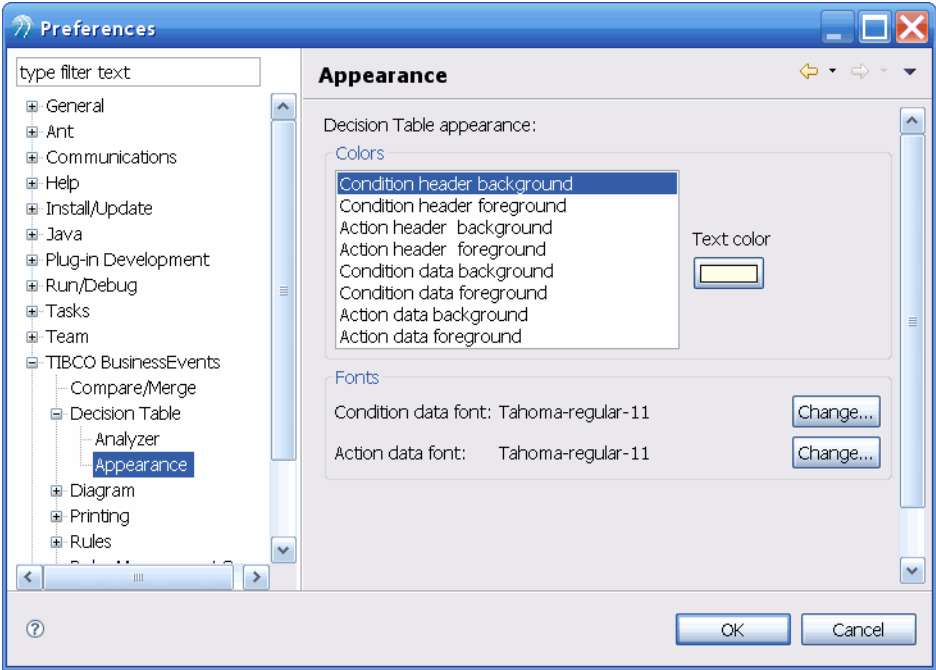 Preferences
type filter text
General
Ant
Communications
Help
Install/Update
Java
Plug-in Development
Run/Debug
Tasks
Team
TIBCO BusinessEvents
Compare/Merge
Decision Table
Analyzer
Appearance
Diagram
Printing
Rules
Appearance
Decision Table appearance:
Colors
Condition header background
Condition header foreground
Action header  background
Action header  foreground
Condition data background
Condition data foreground
Action data background
Action data foreground
Text color
Fonts
Condition data font: Tahoma-regular-11 Change...
Action data font: Tahoma-regular-11 Change...
OK Cancel